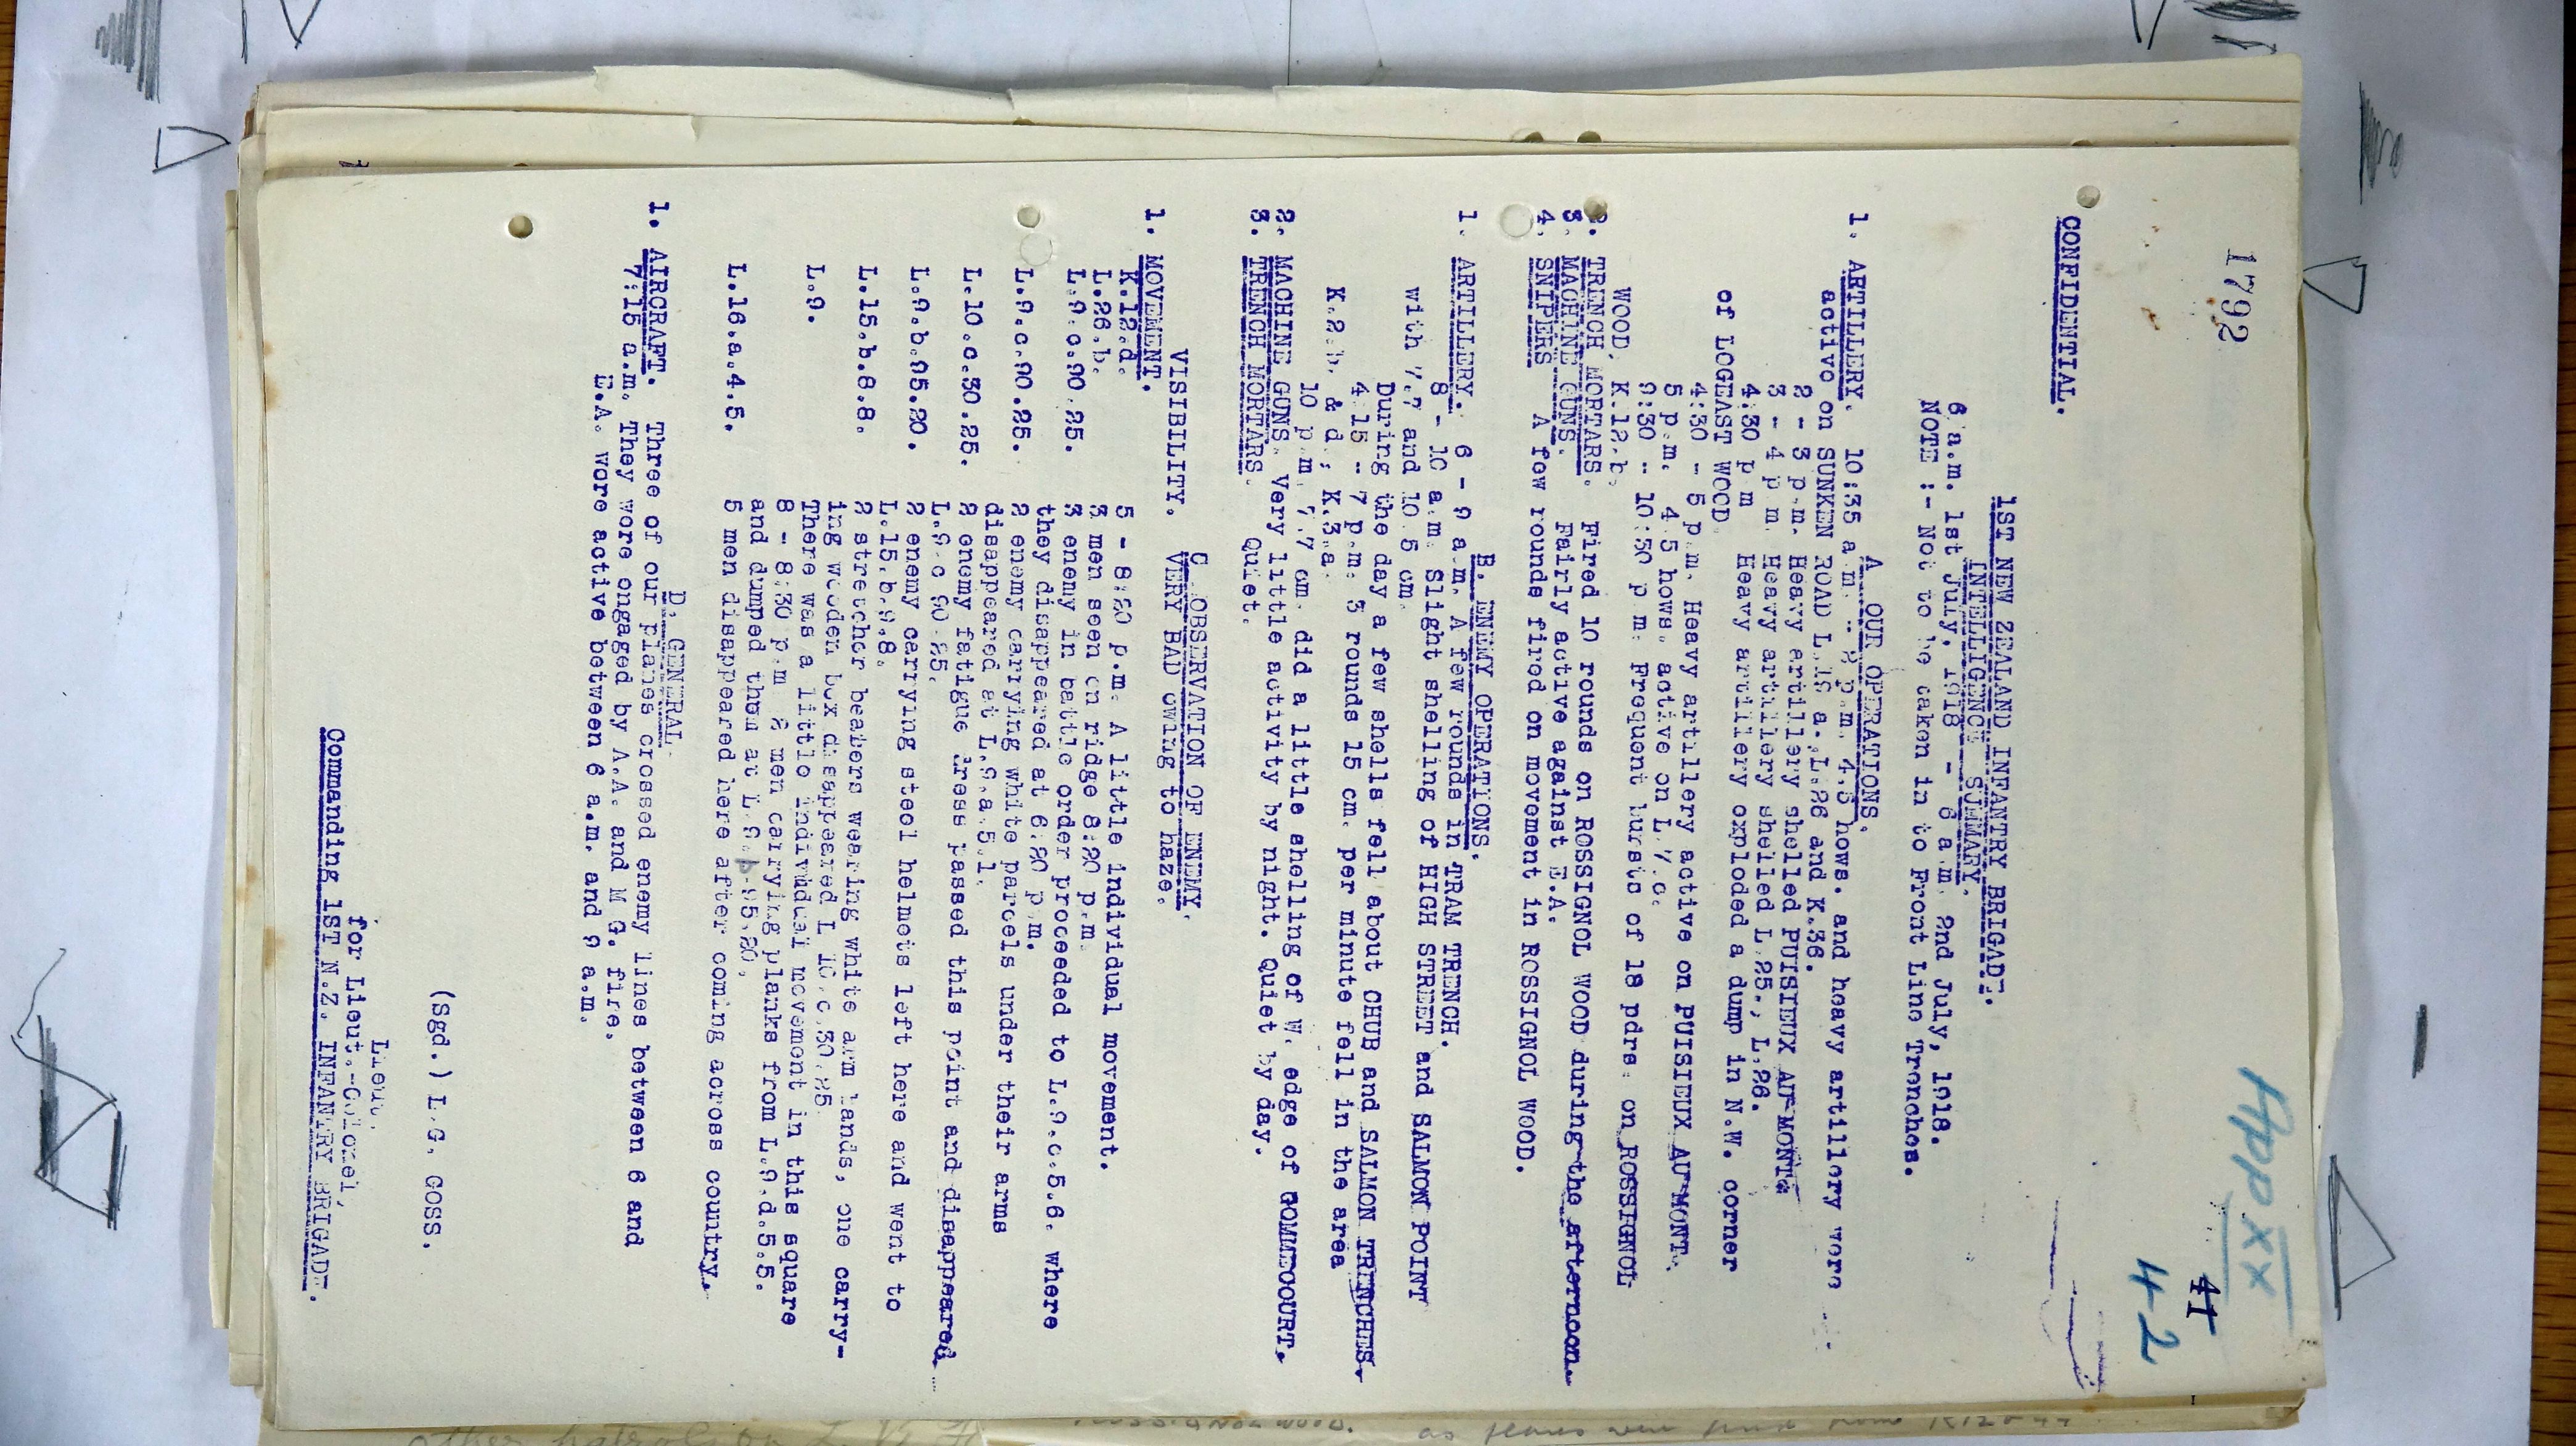 1792
Appxx
41
42
CONFIDENTIAL.
1ST NEW ZEALAND INFANTRY BRIGADE.
INTELLIGENCE SUMMARY.
6 a.m. 1st July, 1918 - 6 a.m. 2nd July, 1918.
NOTE :- Not to be taken in to Front Line Trenches.
A. OUR OPERATIONS.
1. ARTILLERY. 10:35 a.m. - 2 p.m. 4.5 hows. and heavy artillery were
active on SUNKEN ROAD L.19 a., L.26 and K.36.
2 - 3 p.m. Heavy artillery shelled PUISIEUX AU MONT.
3 - 4 p.m. Heavy artillery shelled L.25., L.26.
4:30 p m Heavy artillery exploded a dump in N.W. corner
of LOGEAST WOOD.
4:30 - 5 p.m. Heavy artillery active on PUISIEUX AU MONT.
5 p.m. 4.5 hows. active on L.7.c.
9:30 - 10:30 p.m. Frequent bursts of 18 pdrs. on ROSSIGNOL
WOOD, K.12.b.
2. TRENCH MORTARS. Fired 10 rounds on ROSSIGNOL WOOD during the afternoon.
3. MACHINE GUNS. Fairly active against E.A.
4. SNIPERS A few rounds fired on movement in ROSSIGNOL WOOD.
B. ENEMY OPERATIONS.
1. ARTILLERY. 6 - 9 a.m. A few rounds in TRAM TRENCH.
8 - 10 a.m. Slight shelling of HIGH STREET and SALMON POINT
with 7.7 and 10.5 cm.
During the day a few shells fell about CHUB and SALMON TRENCHES.
4.15 - 7 p.m. 3 rounds 15 cm. per minute fell in the area
K.2.b. & d.; K.3.a.
10 p.m. 7.7 cm. did a little shelling of W. edge of GOMMECOURT.
2. MACHINE GUNS. Very little activity by night. Quiet by day.
3. TRENCH MORTARS. Quiet.
C. OBSERVATION OF ENEMY.
VISIBILITY. VERY BAD owing to haze.
1. MOVEMENT.
K.12.d. 5 - 8:20 p.m. A little individual movement.
L.26.b. 3 men seen on ridge 8:20 p.m.
L.9.c.90.25. 3 enemy in battle order proceeded to L.9.c.5.6. where
they disappeared at 6:20 p.m.
L.9.c.90.25. 2 enemy carrying white parcels under their arms
disappeared at L.9.a.5.1.
L.10.c.30.25. 2 enemy fatigue dress passed this point and disappeared
L.9.c 90.25.
L.9.b.95.20. 2 enemy carrying steel helmets left here and went to
L.15.b.9.8.
L.15.b.8.8. 2 stretcher bearers wearing white arm bands, one carry-
ing wooden box disappeared L 10.c.30.25
L.9. There was a little individual movement in this square
8 - 8:30 p.m 2 men carrying planks from L.9.d.5.5.
and dumped them at L.9.b.95.20.
L.16.a.4.5. 5 men disappeared here after coming across country.
D. GENERAL.
1. AIRCRAFT. Three of our planes crossed enemy lines between 6 and
7:15 a.m. They were engaged by A.A. and M G. fire.
E.A. were active between 6 a.m. and 9 a.m.
(Sgd.) L.G. GOSS.
Lieut.
for Lieut.-Colonel,
Commanding 1ST N.Z. INFANTRY BRIGADE.